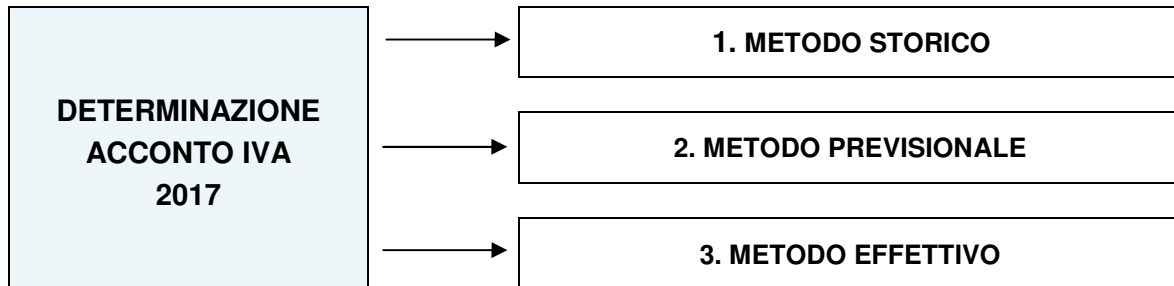 DETERMINAZIONE
ACCONTO IVA
2017
1. METODO STORICO
2. METODO PREVISIONALE
3. METODO EFFETTIVO